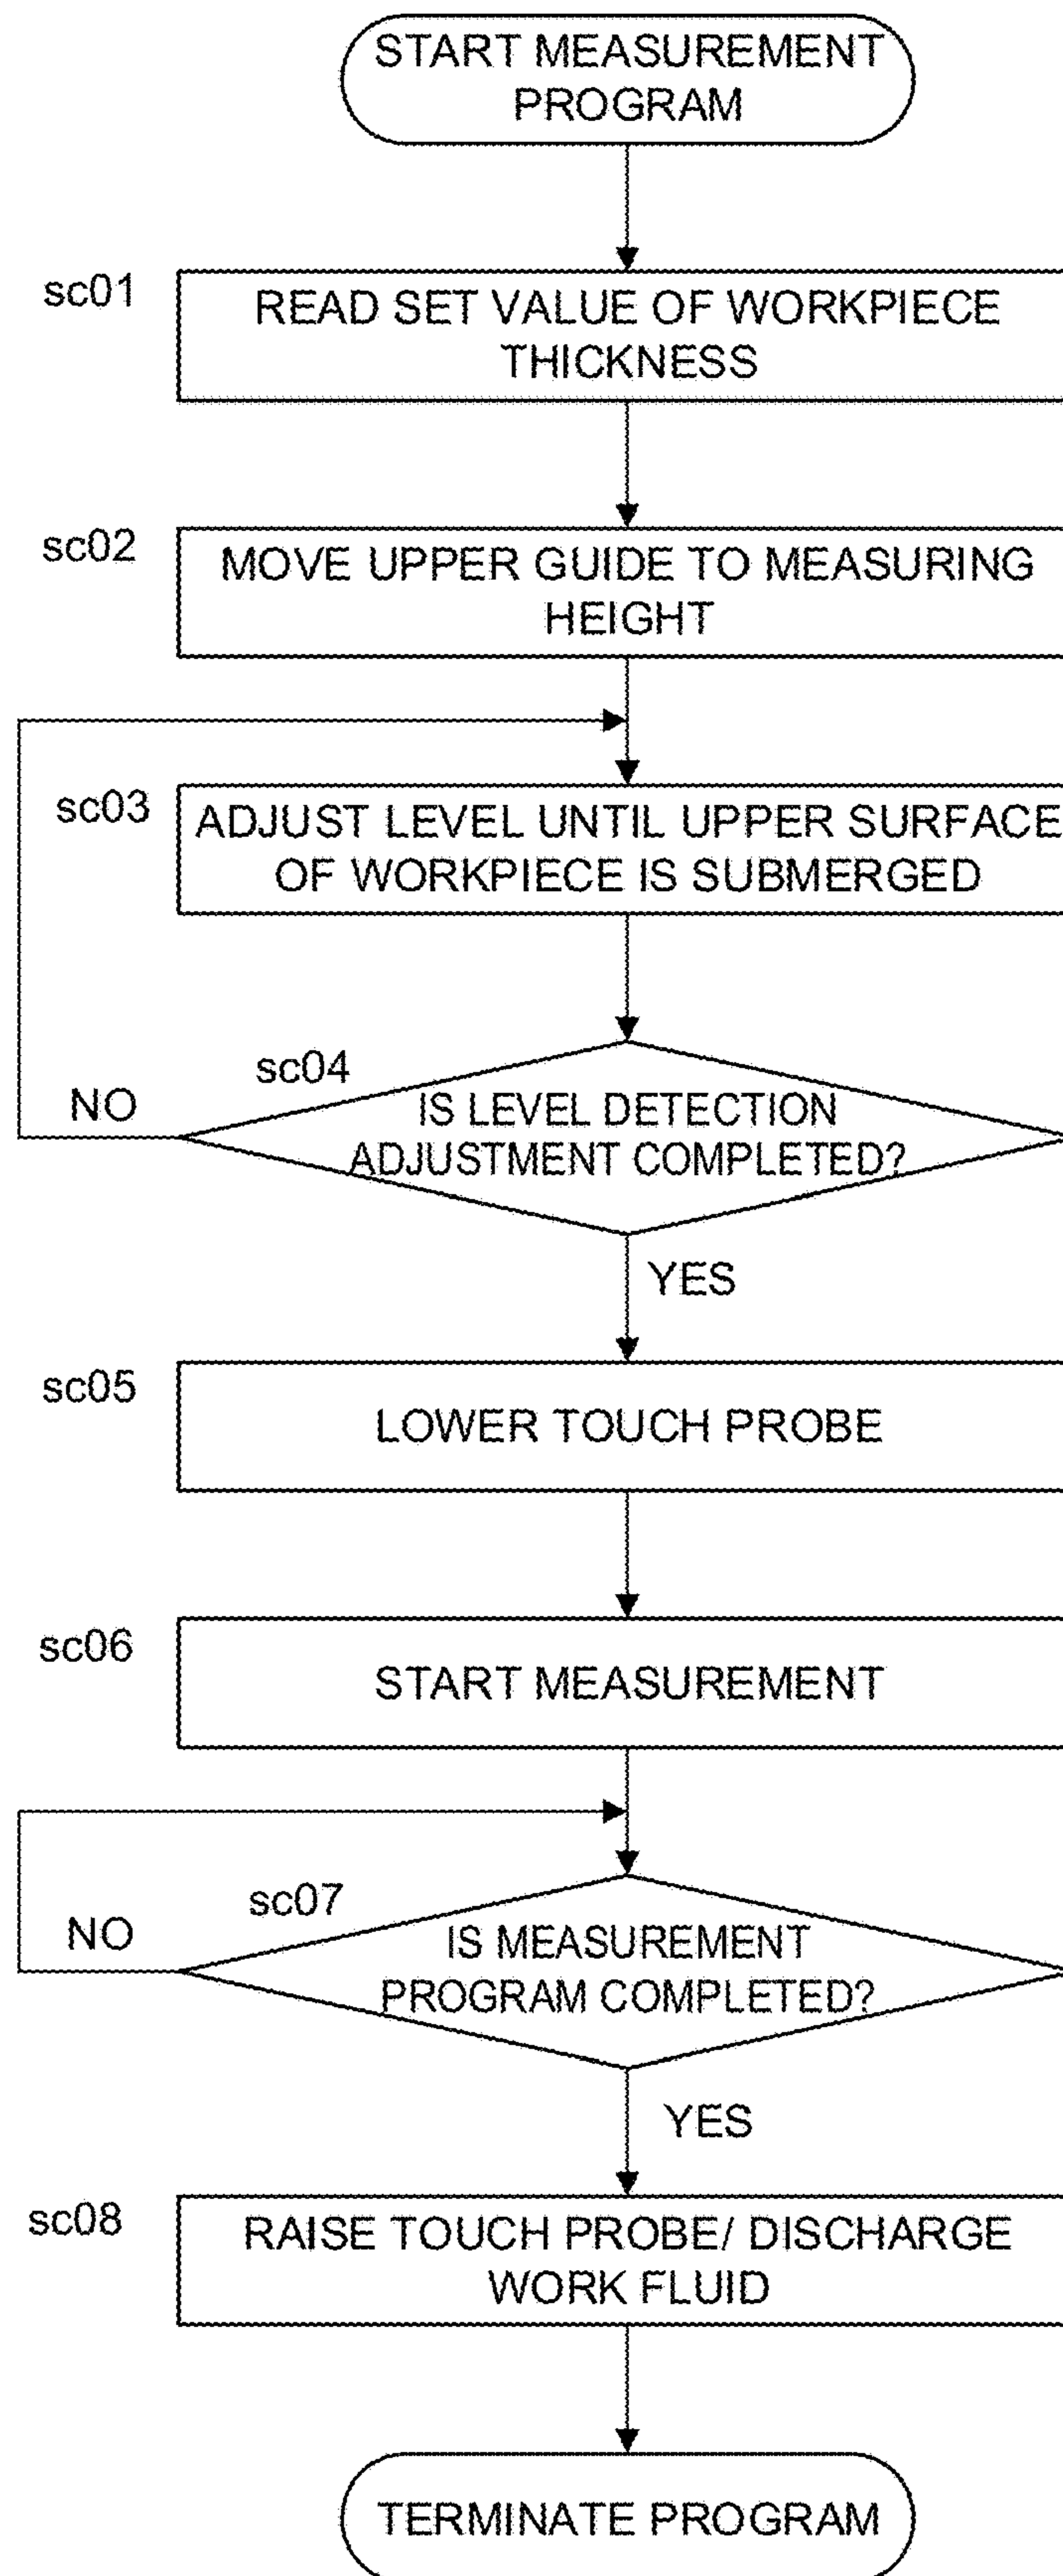 START MEASUREMENT
PROGRAM
sc01
READ SET VALUE OF WORKPIECE
THICKNESS
sc02
MOVE UPPER GUIDE TO MEASURING
HEIGHT
sc03
ADJUST LEVEL UNTIL UPPER SURFACE
OF WORKPIECE IS SUBMERGED
sc04
NO
IS LEVEL DETECTION
ADJUSTMENT COMPLETED?
YES
sc05
LOWER TOUCH PROBE
sc06
START MEASUREMENT
sc07
NO
IS MEASUREMENT
PROGRAM COMPLETED?
YES
sc08
RAISE TOUCH PROBE/ DISCHARGE
WORK FLUID
TERMINATE PROGRAM